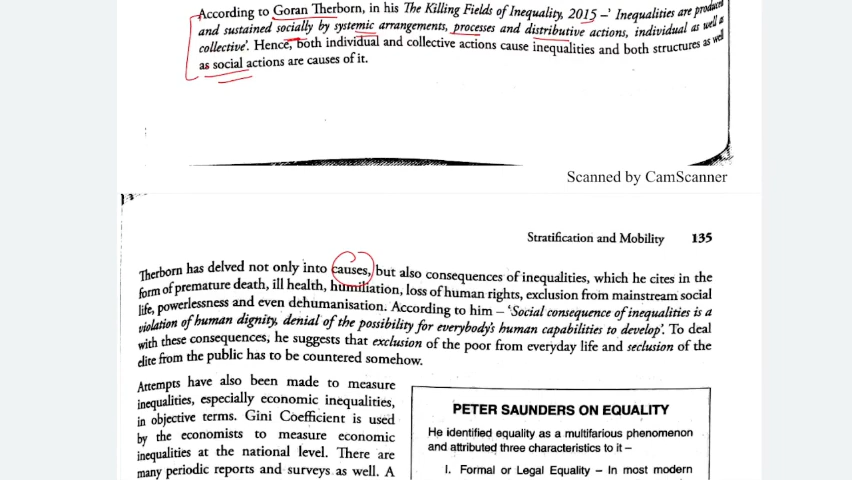 According to Goran Therborn, in his The Killing Fields of Inequality, 2015 –' Inequalities are produced
and sustained socially by systemic arrangements, processes and distributive actions, individual as well a
collective'. Hence, both individual and collective actions cause inequalities and both structures as well
as social actions are causes of it.
Scanned by CamScanner
Stratification and Mobility 135
Therborn has delved not only into causes, but also consequences of inequalities, which he cites in the
form of premature death, ill health, humiliation, loss of human rights, exclusion from mainstream social
life, powerlessness and even dehumanisation. According to him – 'Social consequence of inequalities is a
violation of human dignity, denial of the possibility for everybody's human capabilities to develop'. To deal
with these consequences, he suggests that exclusion of the poor from everyday life and seclusion of the
elite from the public has to be countered somehow.
Attempts have also been made to measure
inequalities, especially economic inequalities,
in objective terms. Gini Coefficient is used
by the economists to measure economic
inequalities at the national level. There are
many periodic reports and surveys as well. A
PETER SAUNDERS ON EQUALITY
He identified equality as a multifarious phenomenon
and attributed three characteristics to it –
I. Formal or Legal Equality – In most modern